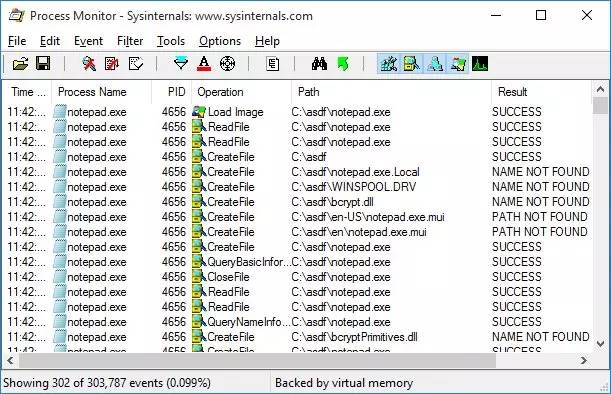 Process Monitor - Sysinternals: www.sysinternals.com
File Edit Event Filter Tools Options Help
Time ... Process Name PID Operation Path Result
11:42:... notepad.exe 4656 Load Image C:\asdf\notepad.exe SUCCESS
11:42:... notepad.exe 4656 ReadFile C:\asdf\notepad.exe SUCCESS
11:42:... notepad.exe 4656 ReadFile C:\asdf\notepad.exe SUCCESS
11:42:... notepad.exe 4656 CreateFile C:\asdf SUCCESS
11:42:... notepad.exe 4656 CreateFile C:\asdf\notepad.exe.Local NAME NOT FOUND
11:42:... notepad.exe 4656 CreateFile C:\asdf\WINSPOOL.DRV NAME NOT FOUND
11:42:... notepad.exe 4656 CreateFile C:\asdf\bcrypt.dll NAME NOT FOUND
11:42:... notepad.exe 4656 CreateFile C:\asdf\en-US\notepad.exe.mui PATH NOT FOUND
11:42:... notepad.exe 4656 CreateFile C:\asdf\en\notepad.exe.mui PATH NOT FOUND
11:42:... notepad.exe 4656 CreateFile C:\asdf\notepad.exe SUCCESS
11:42:... notepad.exe 4656 QueryBasicInfor... C:\asdf\notepad.exe SUCCESS
11:42:... notepad.exe 4656 CloseFile C:\asdf\notepad.exe SUCCESS
11:42:... notepad.exe 4656 ReadFile C:\asdf\notepad.exe SUCCESS
11:42:... notepad.exe 4656 ReadFile C:\asdf\notepad.exe SUCCESS
11:42:... notepad.exe 4656 QueryNameInfo... C:\asdf\notepad.exe SUCCESS
11:42:... notepad.exe 4656 CreateFile C:\asdf\bcryptPrimitives.dll NAME NOT FOUND
11:42:... notepad.exe 4656 CreateFile C:\asdf\notepad.exe SUCCESS
Showing 302 of 303,787 events (0.099%) Backed by virtual memory